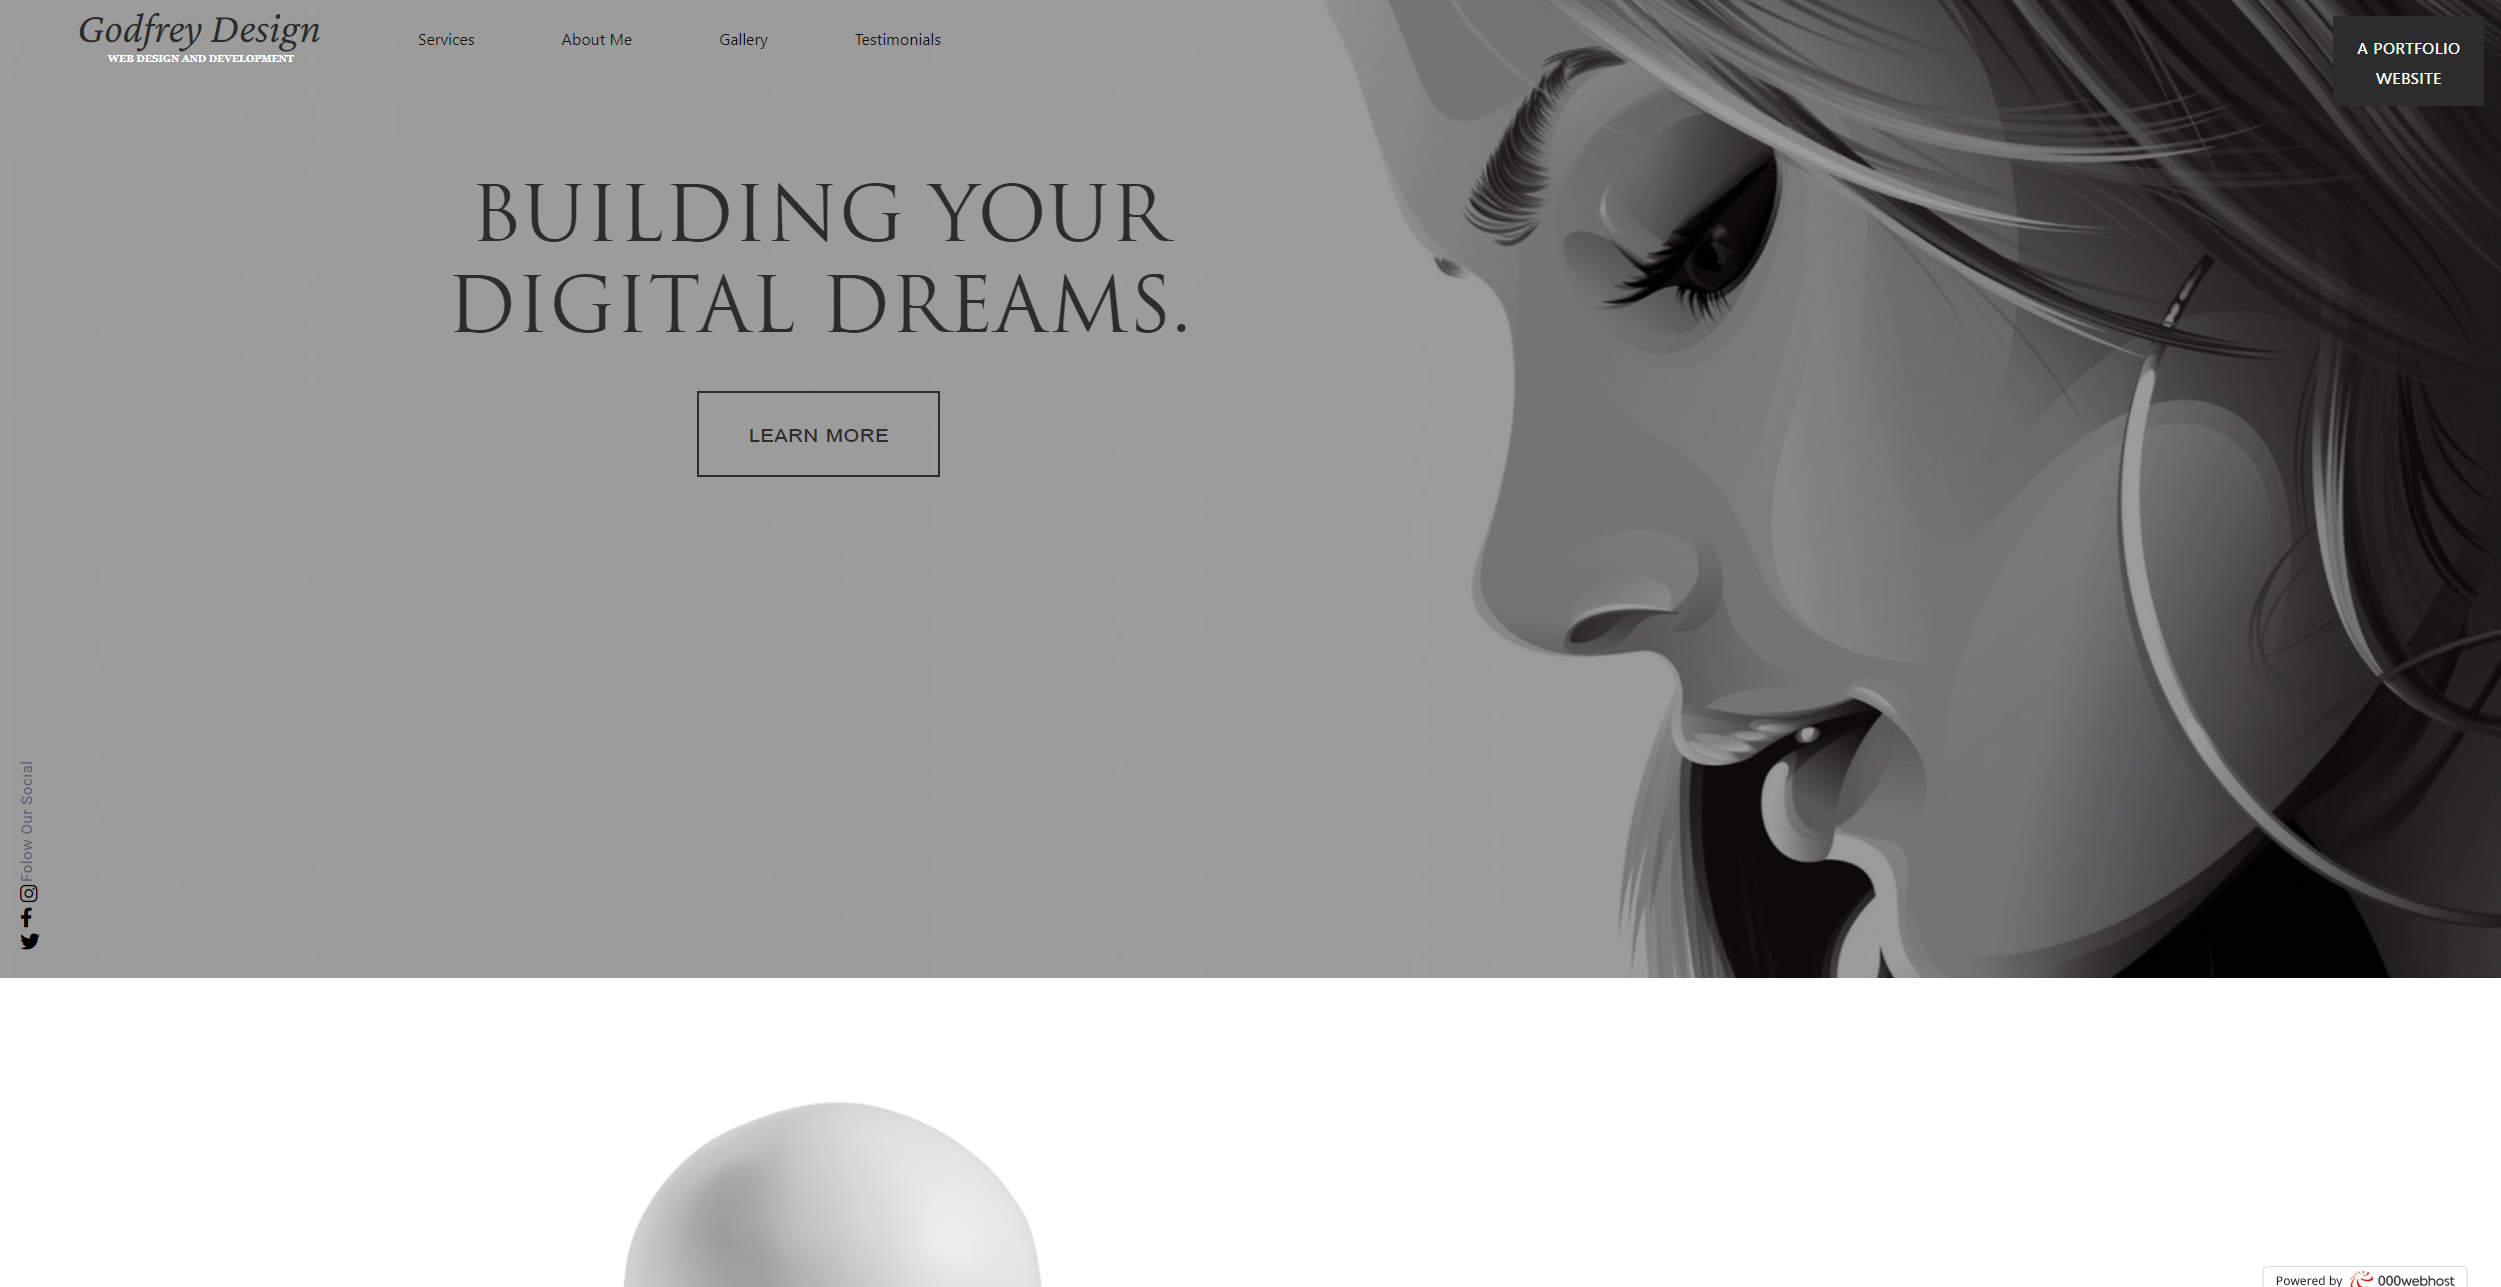 Godfrey Design
WEB DESIGN AND DEVELOPMENT
Services
About Me
Gallery
Testimonials
A PORTFOLIO
WEBSITE
BUILDING YOUR
DIGITAL DREAMS.
LEARN MORE
Folow Our Social
Powered by 000webhost